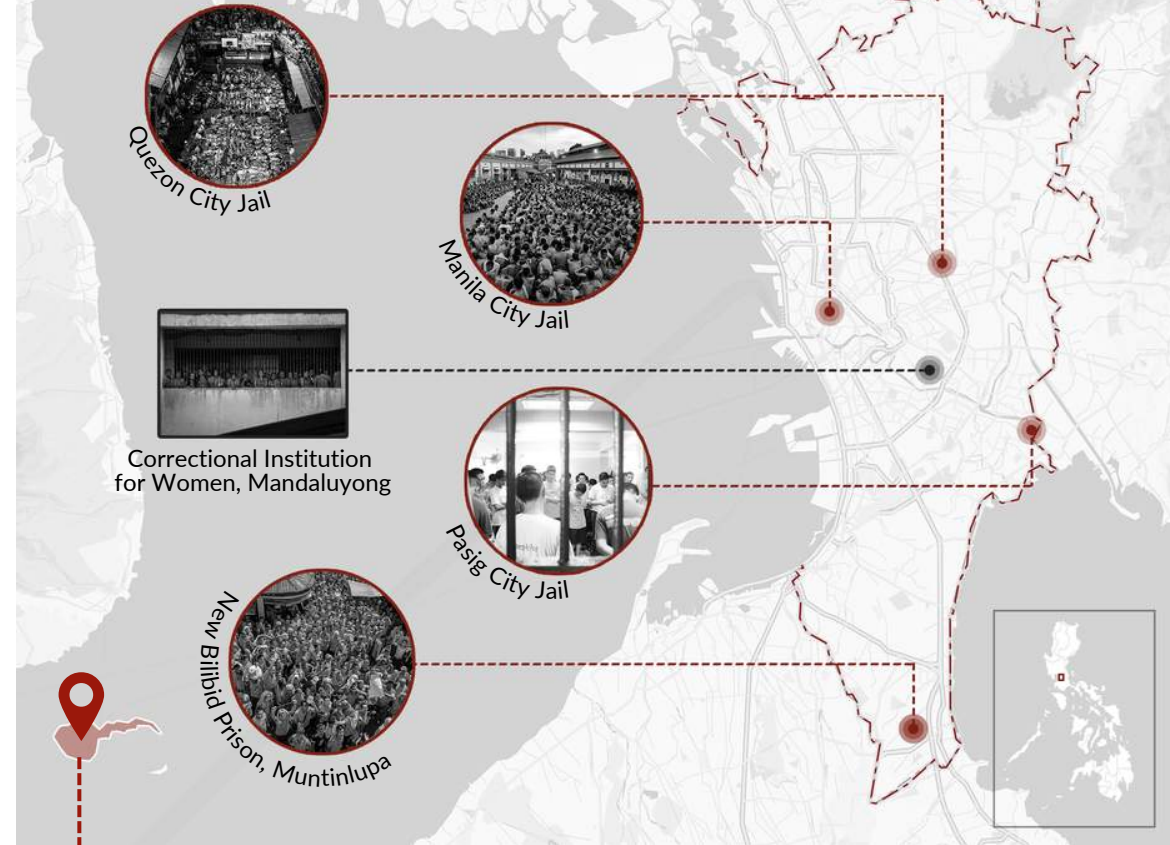 Quezon City Jail
Manila City Jail
Correctional Institution
for Women, Mandaluyong
Pasig City Jail
New Bilibid Prison, Muntinlupa